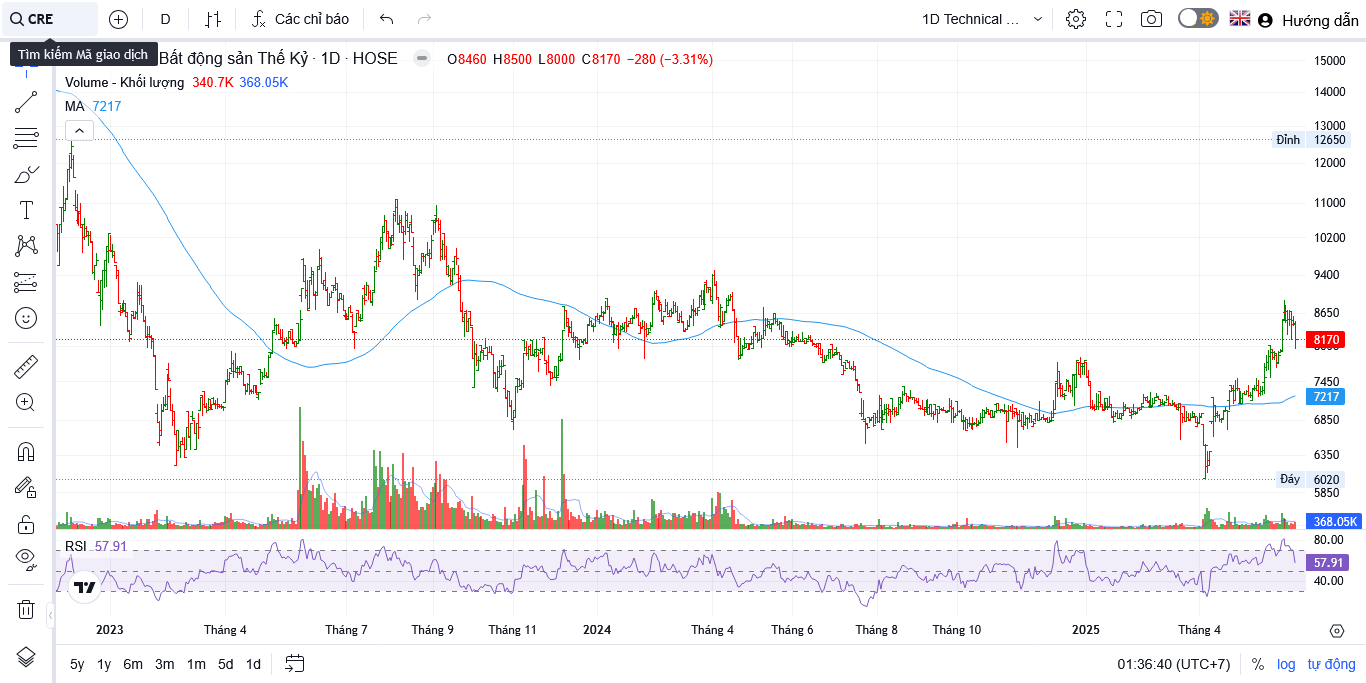 CRE
D
Các chỉ báo
1D Technical ...
Hướng dẫn
Tìm kiếm Mã giao dịch
Bất động sản Thế Kỷ · 1D · HOSE
O8460 H8500 L8000 C8170 −280 (−3.31%)
Volume - Khối lượng 340.7K 368.05K
MA 7217
15000
14000
13000
Đỉnh 12650
12000
11000
10200
9400
8650
8170
8000
7450
7217
6850
6350
Đáy 6020
5850
368.05K
RSI 57.91
80.00
57.91
40.00
2023 Tháng 4 Tháng 7 Tháng 9 Tháng 11 2024 Tháng 4 Tháng 6 Tháng 8 Tháng 10 2025 Tháng 4
5y 1y 6m 3m 1m 5d 1d
01:36:40 (UTC+7) % log tự động